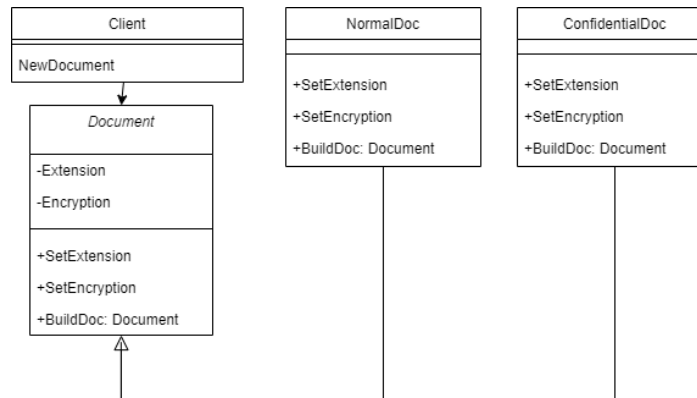 Client
NewDocument
Document
-Extension
-Encryption
+SetExtension
+SetEncryption
+BuildDoc: Document
NormalDoc
+SetExtension
+SetEncryption
+BuildDoc: Document
ConfidentialDoc
+SetExtension
+SetEncryption
+BuildDoc: Document